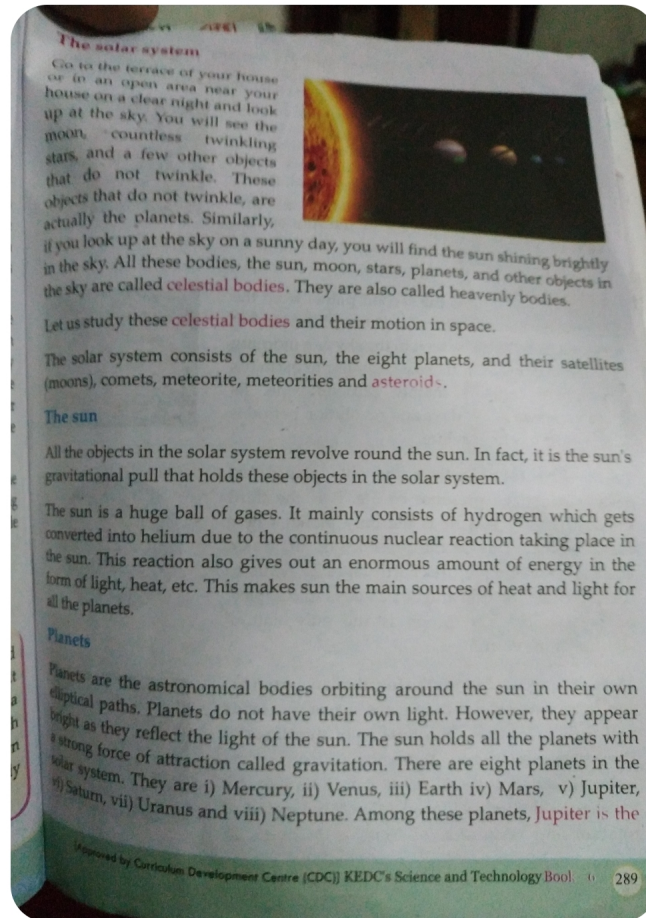 The solar system
Go to the terrace of your house
or in an open area near your
house on a clear night and look
up at the sky. You will see the
moon, countless twinkling
stars, and a few other objects
that do not twinkle. These
objects that do not twinkle, are
actually the planets. Similarly,
if you look up at the sky on a sunny day, you will find the sun shining brightly
in the sky. All these bodies, the sun, moon, stars, planets, and other objects in
the sky are called celestial bodies. They are also called heavenly bodies.
Let us study these celestial bodies and their motion in space.
The solar system consists of the sun, the eight planets, and their satellites
(moons), comets, meteorite, meteorities and asteroids.
The sun
All the objects in the solar system revolve round the sun. In fact, it is the sun's
gravitational pull that holds these objects in the solar system.
The sun is a huge ball of gases. It mainly consists of hydrogen which gets
converted into helium due to the continuous nuclear reaction taking place in
the sun. This reaction also gives out an enormous amount of energy in the
form of light, heat, etc. This makes sun the main sources of heat and light for
all the planets.
Planets
Planets are the astronomical bodies orbiting around the sun in their own
elliptical paths. Planets do not have their own light. However, they appear
bright as they reflect the light of the sun. The sun holds all the planets with
a strong force of attraction called gravitation. There are eight planets in the
solar system. They are i) Mercury, ii) Venus, iii) Earth iv) Mars, v) Jupiter,
vi) Saturn, vii) Uranus and viii) Neptune. Among these planets, Jupiter is the
[Approved by Curriculum Development Centre (CDC)] KEDC's Science and Technology Book 6 289